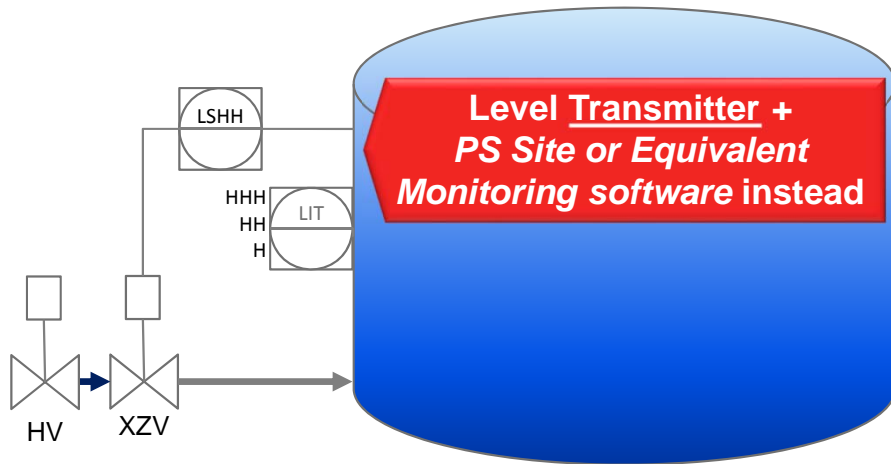 LSHH
Level Transmitter +
PS Site or Equivalent
Monitoring software instead
HHH
HH
H
LIT
HV
XZV